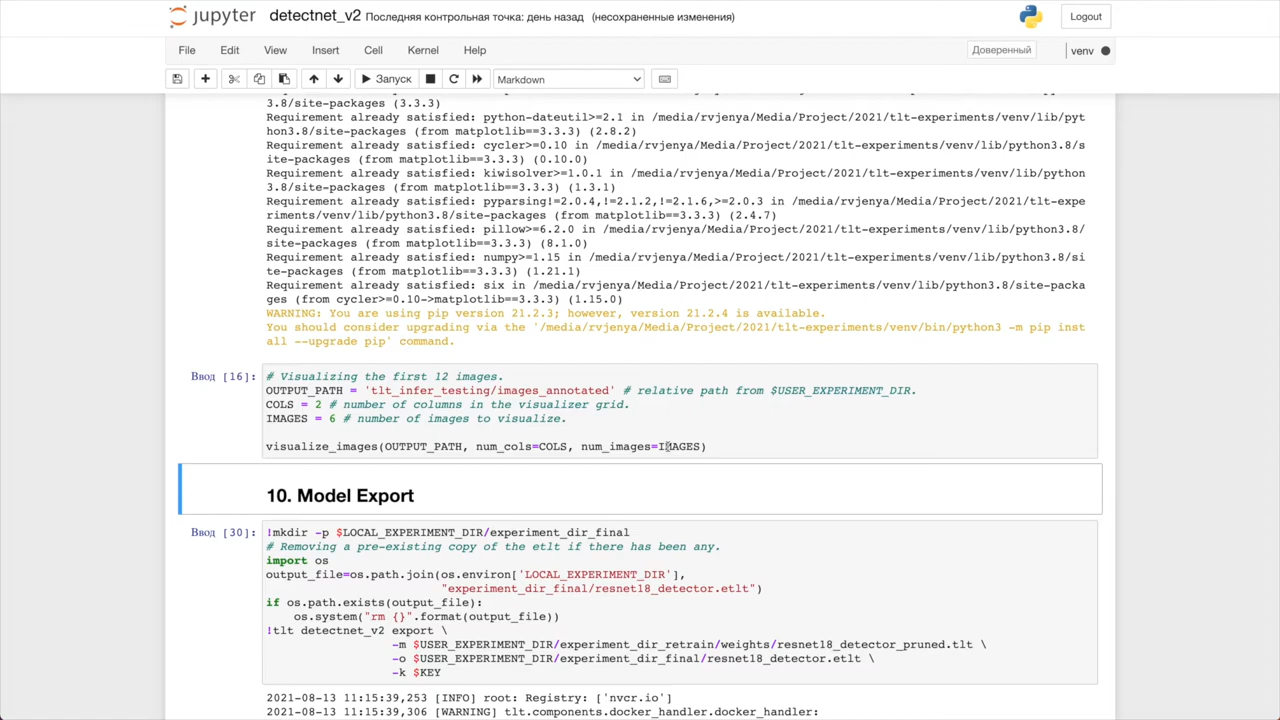 jupyter detectnet_v2 Последняя контрольная точка: день назад (несохраненные изменения) Logout
File Edit View Insert Cell Kernel Help Доверенный venv
Запуск Markdown
3.8/site-packages (3.3.3)
Requirement already satisfied: python-dateutil>=2.1 in /media/rvjenya/Media/Project/2021/tlt-experiments/venv/lib/pyt
hon3.8/site-packages (from matplotlib==3.3.3) (2.8.2)
Requirement already satisfied: cycler>=0.10 in /media/rvjenya/Media/Project/2021/tlt-experiments/venv/lib/python3.8/s
ite-packages (from matplotlib==3.3.3) (0.10.0)
Requirement already satisfied: kiwisolver>=1.0.1 in /media/rvjenya/Media/Project/2021/tlt-experiments/venv/lib/python
3.8/site-packages (from matplotlib==3.3.3) (1.3.1)
Requirement already satisfied: pyparsing!=2.0.4,!=2.1.2,!=2.1.6,>=2.0.3 in /media/rvjenya/Media/Project/2021/tlt-expe
riments/venv/lib/python3.8/site-packages (from matplotlib==3.3.3) (2.4.7)
Requirement already satisfied: pillow>=6.2.0 in /media/rvjenya/Media/Project/2021/tlt-experiments/venv/lib/python3.8/
site-packages (from matplotlib==3.3.3) (8.1.0)
Requirement already satisfied: numpy>=1.15 in /media/rvjenya/Media/Project/2021/tlt-experiments/venv/lib/python3.8/si
te-packages (from matplotlib==3.3.3) (1.21.1)
Requirement already satisfied: six in /media/rvjenya/Media/Project/2021/tlt-experiments/venv/lib/python3.8/site-packa
ges (from cycler>=0.10->matplotlib==3.3.3) (1.15.0)
WARNING: You are using pip version 21.2.3; however, version 21.2.4 is available.
You should consider upgrading via the '/media/rvjenya/Media/Project/2021/tlt-experiments/venv/bin/python3 -m pip inst
all --upgrade pip' command.
Ввод [16]: # Visualizing the first 12 images.
OUTPUT_PATH = 'tlt_infer_testing/images_annotated' # relative path from $USER_EXPERIMENT_DIR.
COLS = 2 # number of columns in the visualizer grid.
IMAGES = 6 # number of images to visualize.
visualize_images(OUTPUT_PATH, num_cols=COLS, num_images=IMAGES)
10. Model Export
Ввод [30]: !mkdir -p $LOCAL_EXPERIMENT_DIR/experiment_dir_final
# Removing a pre-existing copy of the etlt if there has been any.
import os
output_file=os.path.join(os.environ['LOCAL_EXPERIMENT_DIR'],
"experiment_dir_final/resnet18_detector.etlt")
if os.path.exists(output_file):
os.system("rm {}".format(output_file))
!tlt detectnet_v2 export \
-m $USER_EXPERIMENT_DIR/experiment_dir_retrain/weights/resnet18_detector_pruned.tlt \
-o $USER_EXPERIMENT_DIR/experiment_dir_final/resnet18_detector.etlt \
-k $KEY
2021-08-13 11:15:39,253 [INFO] root: Registry: ['nvcr.io']
2021-08-13 11:15:39,306 [WARNING] tlt.components.docker_handler.docker_handler: